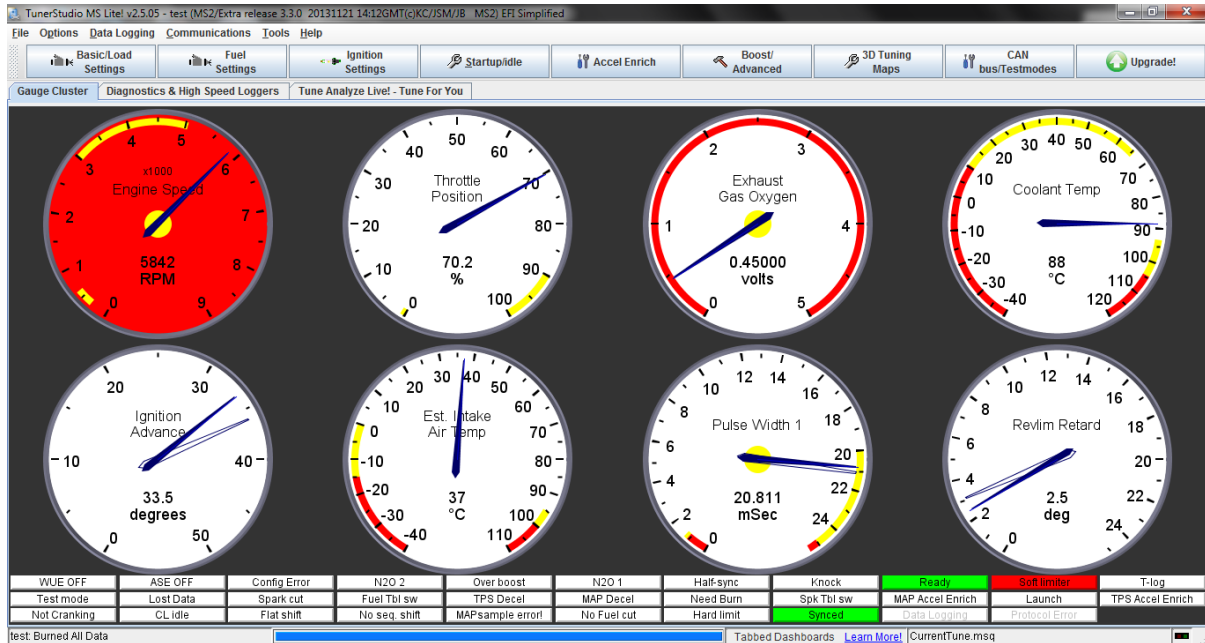 TunerStudio MS Lite! v2.5.05 - test (MS2/Extra release 3.3.0 20131121 14:12GMT(c)KC/JSM/JB MS2) EFI Simplified
File Options Data Logging Communications Tools Help
Basic/Load Settings
Fuel Settings
Ignition Settings
Startup/idle
Accel Enrich
Boost/ Advanced
3D Tuning Maps
CAN bus/Testmodes
Upgrade!
Gauge Cluster
Diagnostics & High Speed Loggers
Tune Analyze Live! - Tune For You
0 1 2 3 4 5 6 7 8 9
x1000
Engine Speed
5842
RPM
0 10 20 30 40 50 60 70 80 90 100
Throttle
Position
70.2
%
0 1 2 3 4 5
Exhaust
Gas Oxygen
0.45000
volts
-40 -30 -20 -10 0 10 20 30 40 50 60 70 80 90 100 110 120
Coolant Temp
88
°C
0 10 20 30 40 50
Ignition
Advance
33.5
degrees
-40 -30 -20 -10 0 10 20 30 40 50 60 70 80 90 100 110
Est. Intake
Air Temp
37
°C
0 2 4 6 8 10 12 14 16 18 20 22 24
Pulse Width 1
20.811
mSec
0 2 4 6 8 10 12 14 16 18 20 22 24
Revlim Retard
2.5
deg
WUE OFF ASE OFF Config Error N2O 2 Over boost N2O 1 Half-sync Knock Ready Soft limiter T-log
Test mode Lost Data Spark cut Fuel Tbl sw TPS Decel MAP Decel Need Burn Spk Tbl sw MAP Accel Enrich Launch TPS Accel Enrich
Not Cranking CL idle Flat shift No seq. shift MAPsample error! No Fuel cut Hard limit Synced Data Logging Protocol Error
test: Burned All Data
Tabbed Dashboards Learn More! CurrentTune.msq